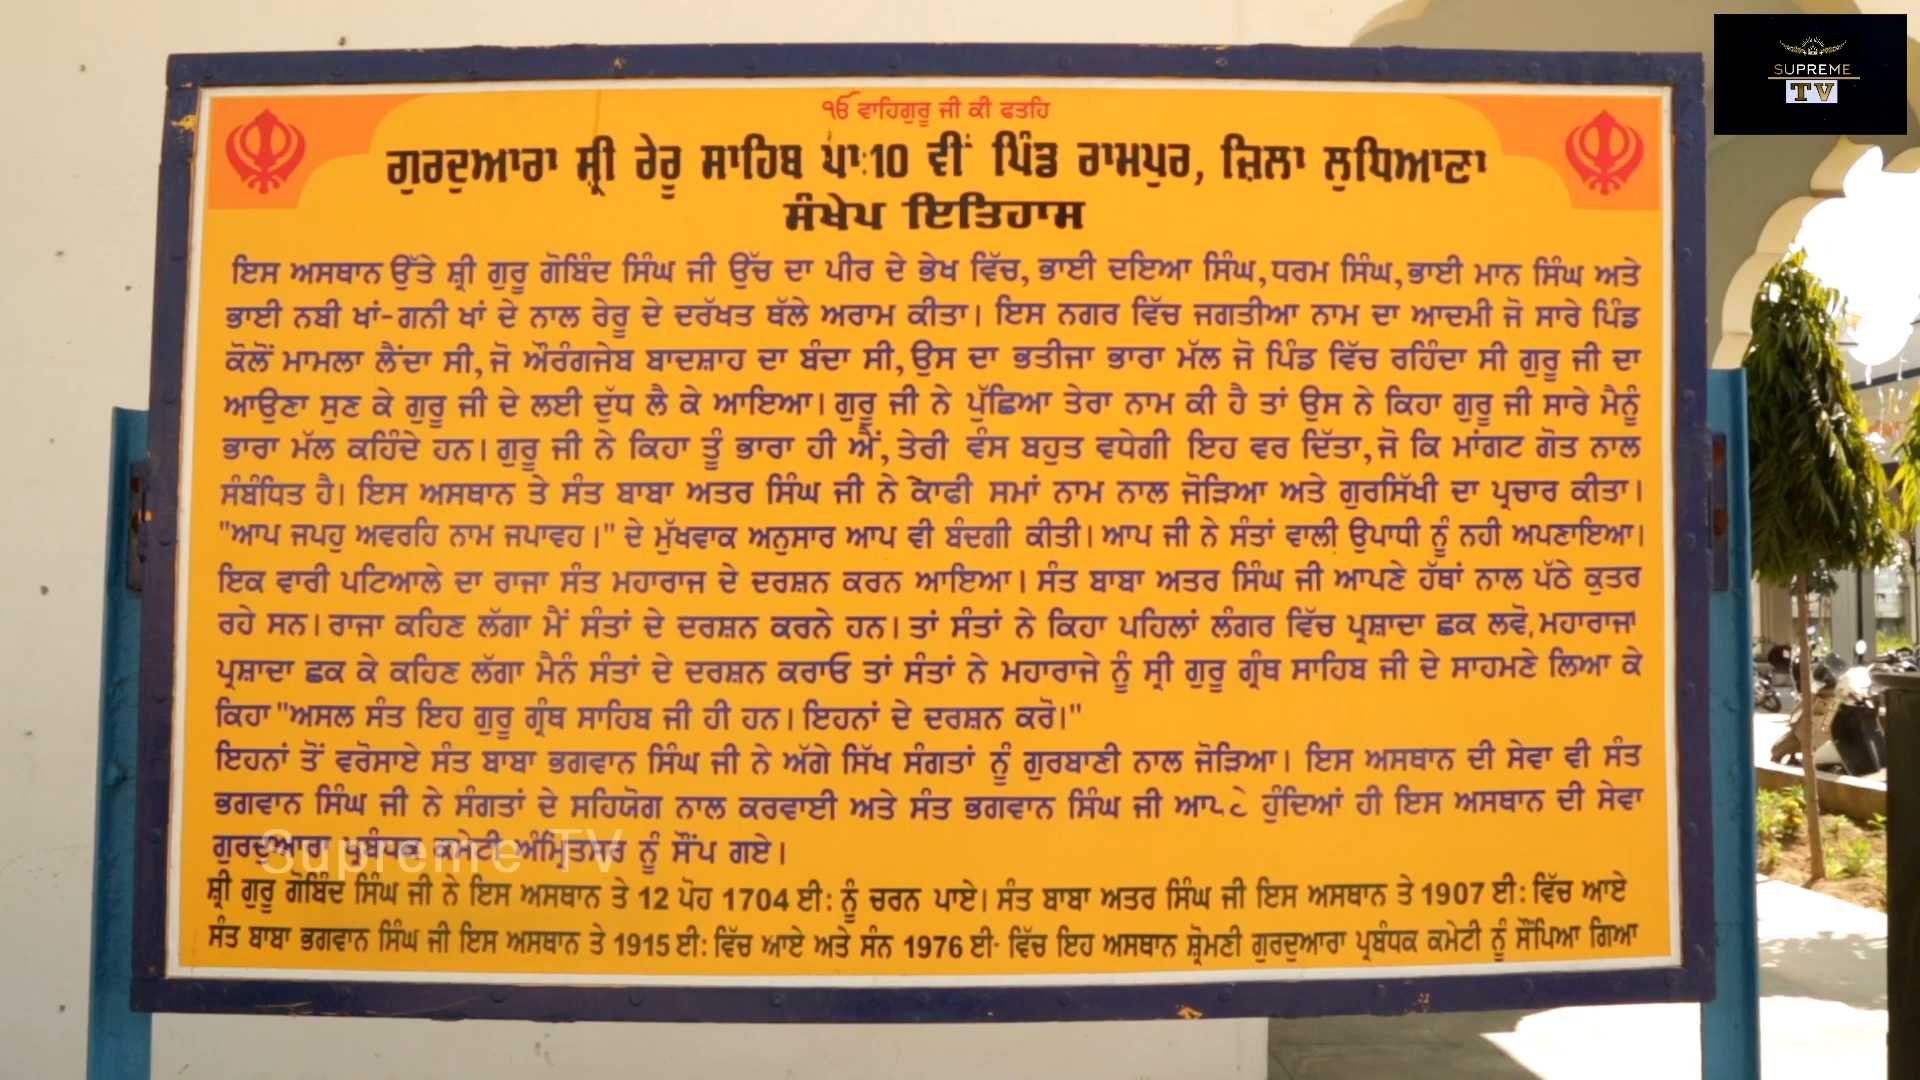 SUPREME
TV
ੴ ਵਾਹਿਗੁਰੂ ਜੀ ਕੀ ਫਤਹਿ
ਗੁਰਦੁਆਰਾ ਸ਼੍ਰੀ ਰੇਰੂ ਸਾਹਿਬ ਪਾ:10 ਵੀਂ ਪਿੰਡ ਰਾਮਪੁਰ, ਜ਼ਿਲਾ ਲੁਧਿਆਣਾ
ਸੰਖੇਪ ਇਤਿਹਾਸ
ਇਸ ਅਸਥਾਨ ਉੱਤੇ ਸ਼੍ਰੀ ਗੁਰੂ ਗੋਬਿੰਦ ਸਿੰਘ ਜੀ ਉੱਚ ਦਾ ਪੀਰ ਦੇ ਭੇਖ ਵਿੱਚ, ਭਾਈ ਦਇਆ ਸਿੰਘ, ਧਰਮ ਸਿੰਘ, ਭਾਈ ਮਾਨ ਸਿੰਘ ਅਤੇ
ਭਾਈ ਨਬੀ ਖਾਂ-ਗਨੀ ਖਾਂ ਦੇ ਨਾਲ ਰੇਰੂ ਦੇ ਦਰੱਖਤ ਥੱਲੇ ਅਰਾਮ ਕੀਤਾ। ਇਸ ਨਗਰ ਵਿੱਚ ਜਗਤੀਆ ਨਾਮ ਦਾ ਆਦਮੀ ਜੋ ਸਾਰੇ ਪਿੰਡ
ਕੋਲੋਂ ਮਾਮਲਾ ਲੈਂਦਾ ਸੀ, ਜੋ ਔਰੰਗਜੇਬ ਬਾਦਸ਼ਾਹ ਦਾ ਬੰਦਾ ਸੀ, ਉਸ ਦਾ ਭਤੀਜਾ ਭਾਰਾ ਮੱਲ ਜੋ ਪਿੰਡ ਵਿੱਚ ਰਹਿੰਦਾ ਸੀ ਗੁਰੂ ਜੀ ਦਾ
ਆਉਣਾ ਸੁਣ ਕੇ ਗੁਰੂ ਜੀ ਦੇ ਲਈ ਦੁੱਧ ਲੈ ਕੇ ਆਇਆ। ਗੁਰੂ ਜੀ ਨੇ ਪੁੱਛਿਆ ਤੇਰਾ ਨਾਮ ਕੀ ਹੈ ਤਾਂ ਉਸ ਨੇ ਕਿਹਾ ਗੁਰੂ ਜੀ ਸਾਰੇ ਮੈਨੂੰ
ਭਾਰਾ ਮੱਲ ਕਹਿੰਦੇ ਹਨ। ਗੁਰੂ ਜੀ ਨੇ ਕਿਹਾ ਤੂੰ ਭਾਰਾ ਹੀ ਐਂ, ਤੇਰੀ ਵੰਸ ਬਹੁਤ ਵਧੇਗੀ ਇਹ ਵਰ ਦਿੱਤਾ, ਜੋ ਕਿ ਮਾਂਗਟ ਗੋਤ ਨਾਲ
ਸੰਬੰਧਿਤ ਹੈ। ਇਸ ਅਸਥਾਨ ਤੇ ਸੰਤ ਬਾਬਾ ਅਤਰ ਸਿੰਘ ਜੀ ਨੇ ਕਾਫੀ ਸਮਾਂ ਨਾਮ ਨਾਲ ਜੋੜਿਆ ਅਤੇ ਗੁਰਸਿੱਖੀ ਦਾ ਪ੍ਰਚਾਰ ਕੀਤਾ।
"ਆਪ ਜਪਹੁ ਅਵਰਹਿ ਨਾਮ ਜਪਾਵਹ।" ਦੇ ਮੁੱਖਵਾਕ ਅਨੁਸਾਰ ਆਪ ਵੀ ਬੰਦਗੀ ਕੀਤੀ। ਆਪ ਜੀ ਨੇ ਸੰਤਾਂ ਵਾਲੀ ਉਪਾਧੀ ਨੂੰ ਨਹੀ ਅਪਣਾਇਆ।
ਇਕ ਵਾਰੀ ਪਟਿਆਲੇ ਦਾ ਰਾਜਾ ਸੰਤ ਮਹਾਰਾਜ ਦੇ ਦਰਸ਼ਨ ਕਰਨ ਆਇਆ। ਸੰਤ ਬਾਬਾ ਅਤਰ ਸਿੰਘ ਜੀ ਆਪਣੇ ਹੱਥਾਂ ਨਾਲ ਪੱਠੇ ਕੁਤਰ
ਰਹੇ ਸਨ। ਰਾਜਾ ਕਹਿਣ ਲੱਗਾ ਮੈਂ ਸੰਤਾਂ ਦੇ ਦਰਸ਼ਨ ਕਰਨੇ ਹਨ। ਤਾਂ ਸੰਤਾਂ ਨੇ ਕਿਹਾ ਪਹਿਲਾਂ ਲੰਗਰ ਵਿੱਚ ਪ੍ਰਸ਼ਾਦਾ ਛਕ ਲਵੋ, ਮਹਾਰਾਜਾ
ਪ੍ਰਸ਼ਾਦਾ ਛਕ ਕੇ ਕਹਿਣ ਲੱਗਾ ਮੈਨੰ ਸੰਤਾਂ ਦੇ ਦਰਸ਼ਨ ਕਰਾਓ ਤਾਂ ਸੰਤਾਂ ਨੇ ਮਹਾਰਾਜੇ ਨੂੰ ਸ੍ਰੀ ਗੁਰੂ ਗ੍ਰੰਥ ਸਾਹਿਬ ਜੀ ਦੇ ਸਾਹਮਣੇ ਲਿਆ ਕੇ
ਕਿਹਾ "ਅਸਲ ਸੰਤ ਇਹ ਗੁਰੂ ਗ੍ਰੰਥ ਸਾਹਿਬ ਜੀ ਹੀ ਹਨ। ਇਹਨਾਂ ਦੇ ਦਰਸ਼ਨ ਕਰੋ।"
ਇਹਨਾਂ ਤੋਂ ਵਰੋਸਾਏ ਸੰਤ ਬਾਬਾ ਭਗਵਾਨ ਸਿੰਘ ਜੀ ਨੇ ਅੱਗੇ ਸਿੱਖ ਸੰਗਤਾਂ ਨੂੰ ਗੁਰਬਾਣੀ ਨਾਲ ਜੋੜਿਆ। ਇਸ ਅਸਥਾਨ ਦੀ ਸੇਵਾ ਵੀ ਸੰਤ
ਭਗਵਾਨ ਸਿੰਘ ਜੀ ਨੇ ਸੰਗਤਾਂ ਦੇ ਸਹਿਯੋਗ ਨਾਲ ਕਰਵਾਈ ਅਤੇ ਸੰਤ ਭਗਵਾਨ ਸਿੰਘ ਜੀ ਹੁੰਦਿਆਂ ਹੀ ਇਸ ਅਸਥਾਨ ਦੀ ਸੇਵਾ
ਗੁਰਦੁਆਰਾ ਪ੍ਰਬੰਧਕ ਕਮੇਟੀ ਅੰਮ੍ਰਿਤਸਰ ਨੂੰ ਸੌਂਪ ਗਏ।
Supreme TV
ਸ਼੍ਰੀ ਗੁਰੂ ਗੋਬਿੰਦ ਸਿੰਘ ਜੀ ਨੇ ਇਸ ਅਸਥਾਨ ਤੇ 12 ਪੋਹ 1704 ਈ: ਨੂੰ ਚਰਨ ਪਾਏ। ਸੰਤ ਬਾਬਾ ਅਤਰ ਸਿੰਘ ਜੀ ਇਸ ਅਸਥਾਨ ਤੇ 1907 ਈ: ਵਿੱਚ ਆਏ
ਸੰਤ ਬਾਬਾ ਭਗਵਾਨ ਸਿੰਘ ਜੀ ਇਸ ਅਸਥਾਨ ਤੇ 1915 ਈ: ਵਿੱਚ ਆਏ ਅਤੇ ਸੰਨ 1976 ਈ: ਵਿੱਚ ਇਹ ਅਸਥਾਨ ਸ਼੍ਰੋਮਣੀ ਗੁਰਦੁਆਰਾ ਪ੍ਰਬੰਧਕ ਕਮੇਟੀ ਨੂੰ ਸੌਂਪਿਆ ਗਿਆ